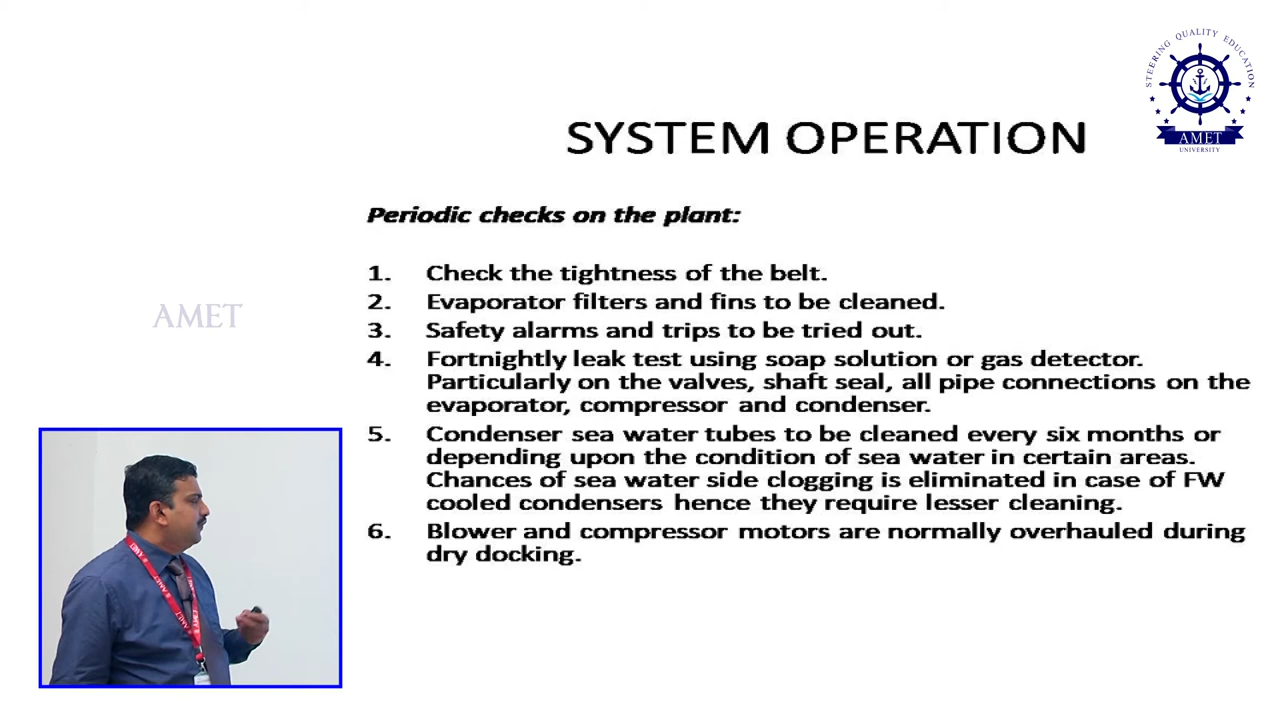 STEERING QUALITY EDUCATION
AMET
UNIVERSITY
SYSTEM OPERATION
Periodic checks on the plant:
1. Check the tightness of the belt.
2. Evaporator filters and fins to be cleaned.
3. Safety alarms and trips to be tried out.
4. Fortnightly leak test using soap solution or gas detector.
Particularly on the valves, shaft seal, all pipe connections on the
evaporator, compressor and condenser.
5. Condenser sea water tubes to be cleaned every six months or
depending upon the condition of sea water in certain areas.
Chances of sea water side clogging is eliminated in case of FW
cooled condensers hence they require lesser cleaning.
6. Blower and compressor motors are normally overhauled during
dry docking.
AMET
AMET